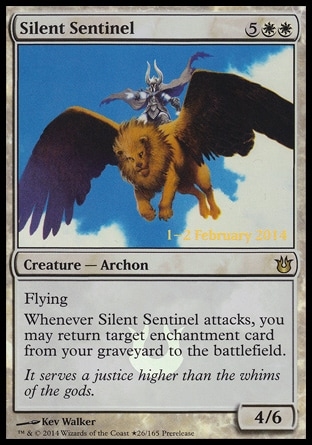 Silent Sentinel 5
1-2 February 2014
Creature — Archon
Flying
Whenever Silent Sentinel attacks, you
may return target enchantment card
from your graveyard to the battlefield.
It serves a justice higher than the whims
of the gods.
Kev Walker 4/6
™ & © 2014 Wizards of the Coast ★26/165 Prerelease